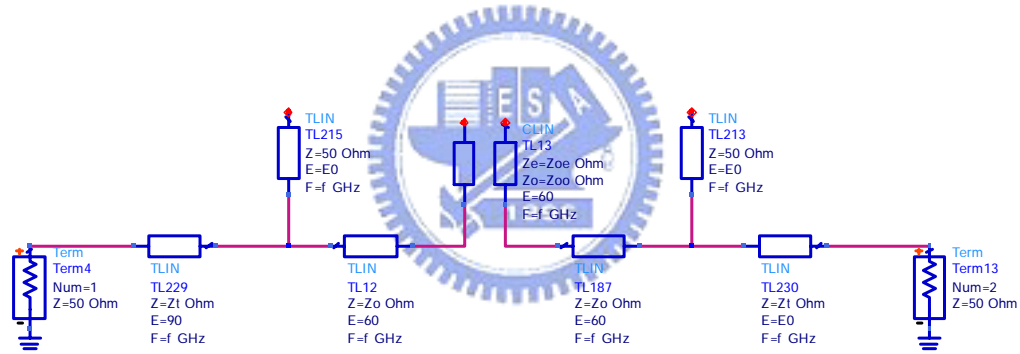 TLIN
TL215
Z=50 Ohm
E=E0
F=f GHz
CLIN
TL13
Ze=Zoe Ohm
Zo=Zoo Ohm
E=60
F=f GHz
TLIN
TL213
Z=50 Ohm
E=E0
F=f GHz
Term
Term4
Num=1
Z=50 Ohm
TLIN
TL229
Z=Zt Ohm
E=90
F=f GHz
TLIN
TL12
Z=Zo Ohm
E=60
F=f GHz
TLIN
TL187
Z=Zo Ohm
E=60
F=f GHz
TLIN
TL230
Z=Zt Ohm
E=E0
F=f GHz
Term
Term13
Num=2
Z=50 Ohm
E S A
1896